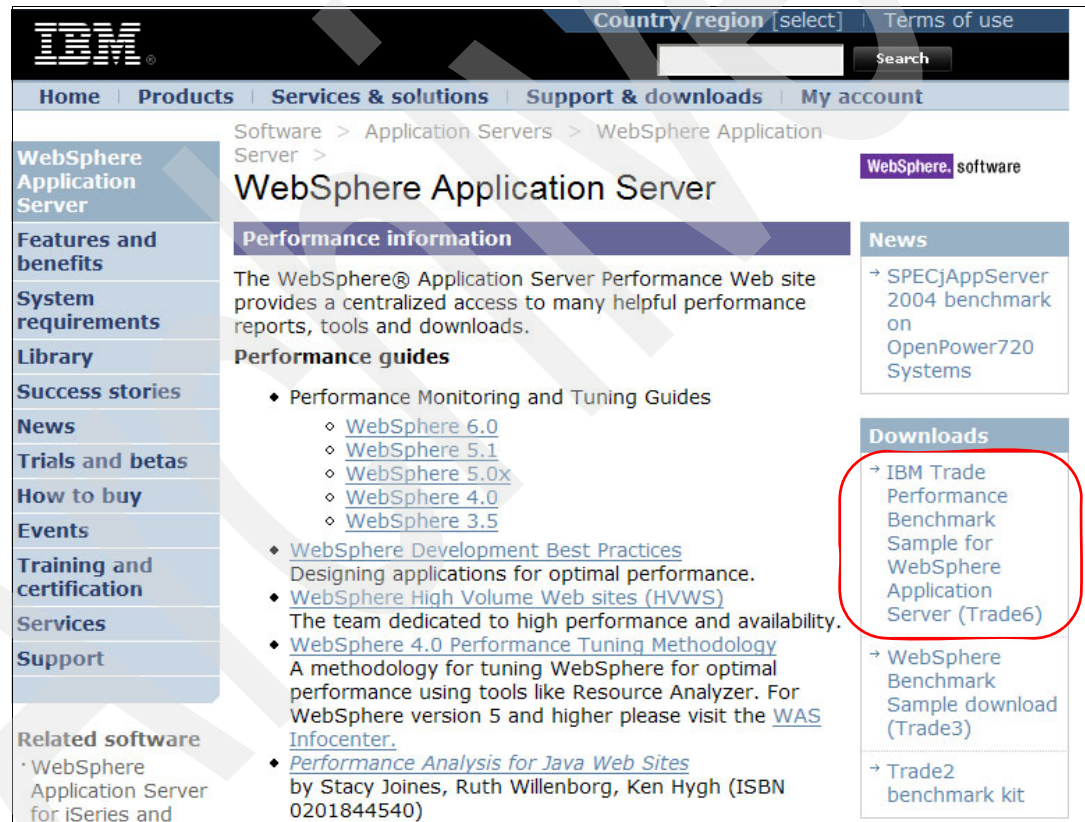 Country/region [select] | Terms of use
IBM®
Search
Home | Products | Services & solutions | Support & downloads | My account
WebSphere
Application
Server
Features and
benefits
System
requirements
Library
Success stories
News
Trials and betas
How to buy
Events
Training and
certification
Services
Support
Related software
· WebSphere
Application Server
for iSeries and
Software > Application Servers > WebSphere Application
Server >
WebSphere Application Server
Performance information
The WebSphere® Application Server Performance Web site
provides a centralized access to many helpful performance
reports, tools and downloads.
Performance guides
• Performance Monitoring and Tuning Guides
◦ WebSphere 6.0
◦ WebSphere 5.1
◦ WebSphere 5.0x
◦ WebSphere 4.0
◦ WebSphere 3.5
• WebSphere Development Best Practices
Designing applications for optimal performance.
• WebSphere High Volume Web sites (HVWS)
The team dedicated to high performance and availability.
• WebSphere 4.0 Performance Tuning Methodology
A methodology for tuning WebSphere for optimal
performance using tools like Resource Analyzer. For
WebSphere version 5 and higher please visit the WAS
Infocenter.
• Performance Analysis for Java Web Sites
by Stacy Joines, Ruth Willenborg, Ken Hygh (ISBN
0201844540)
WebSphere. software
News
→ SPECjAppServer
2004 benchmark
on
OpenPower720
Systems
Downloads
→ IBM Trade
Performance
Benchmark
Sample for
WebSphere
Application
Server (Trade6)
→ WebSphere
Benchmark
Sample download
(Trade3)
→ Trade2
benchmark kit